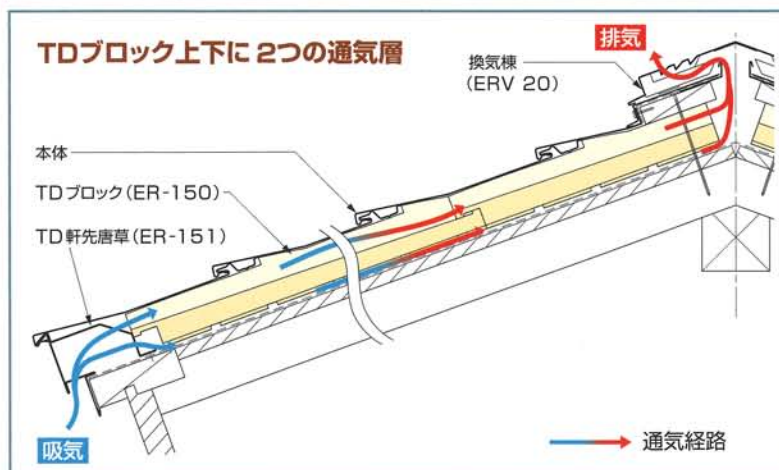 TDブロック上下に2つの通気層
排気
換気棟
(ERV 20)
本体
TDブロック(ER-150)
TD軒先唐草(ER-151)
吸気
通気経路